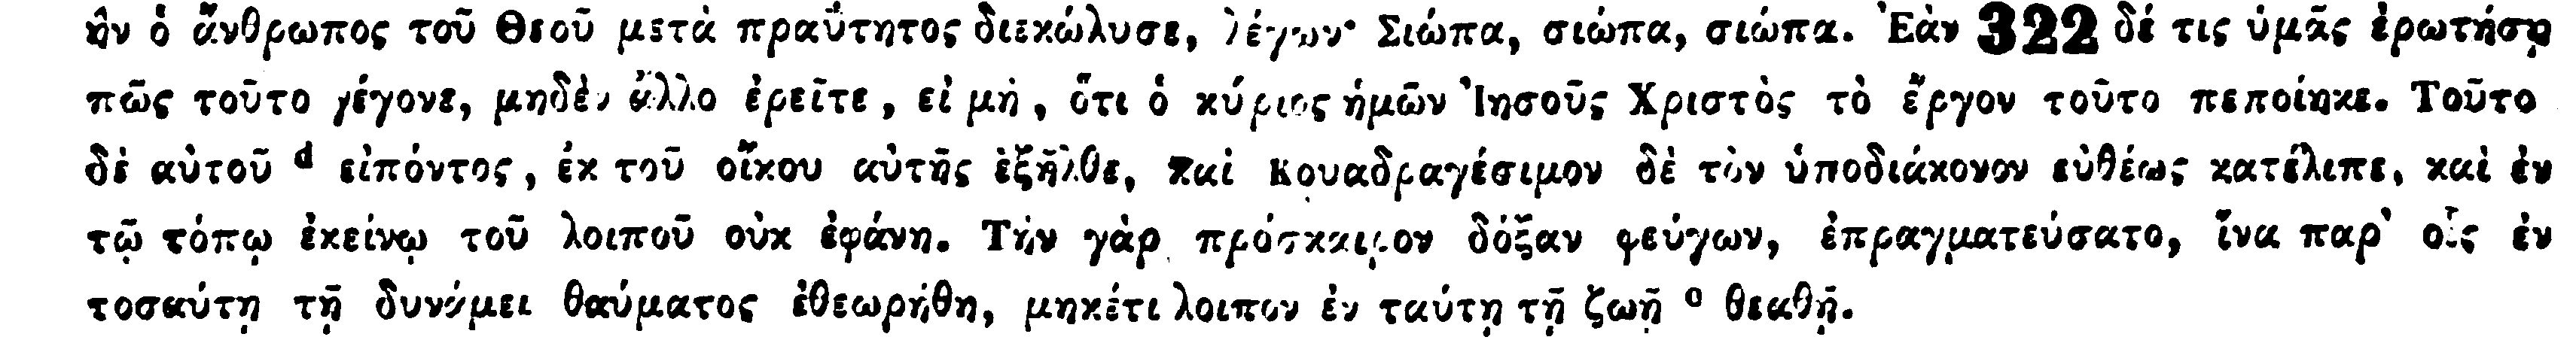 ἣν ὁ ἄνθρωπος τοῦ Θεοῦ μετὰ πραΰτητος διεκώλυσε, λέγων· Σιώπα, σιώπα, σιώπα. Ἐὰν 322 δέ τις ὑμᾶς ἐρωτήσῃ
πῶς τοῦτο γέγονε, μηδὲν ἄλλο ἐρεῖτε, εἰ μὴ, ὅτι ὁ κύριος ἡμῶν Ἰησοῦς Χριστὸς τὸ ἔργον τοῦτο πεποίηκε. Τοῦτο
δὲ αὐτοῦ d εἰπόντος, ἐκ τοῦ οἴκου αὐτῆς ἐξῆλθε, καὶ Κουαδραγέσιμον δὲ τὸν ὑποδιάκονον εὐθέως κατέλιπε, καὶ ἐν
τῷ τόπῳ ἐκείνῳ τοῦ λοιποῦ οὐκ ἐφάνη. Τὴν γὰρ πρόσκαιρον δόξαν φεύγων, ἐπραγματεύσατο, ἵνα παρ' οἷς ἐν
τοσαύτῃ τῇ δυνάμει θαύματος ἐθεωρήθη, μηκέτι λοιπὸν ἐν ταύτῃ τῇ ζωῇ o θεαθῇ.